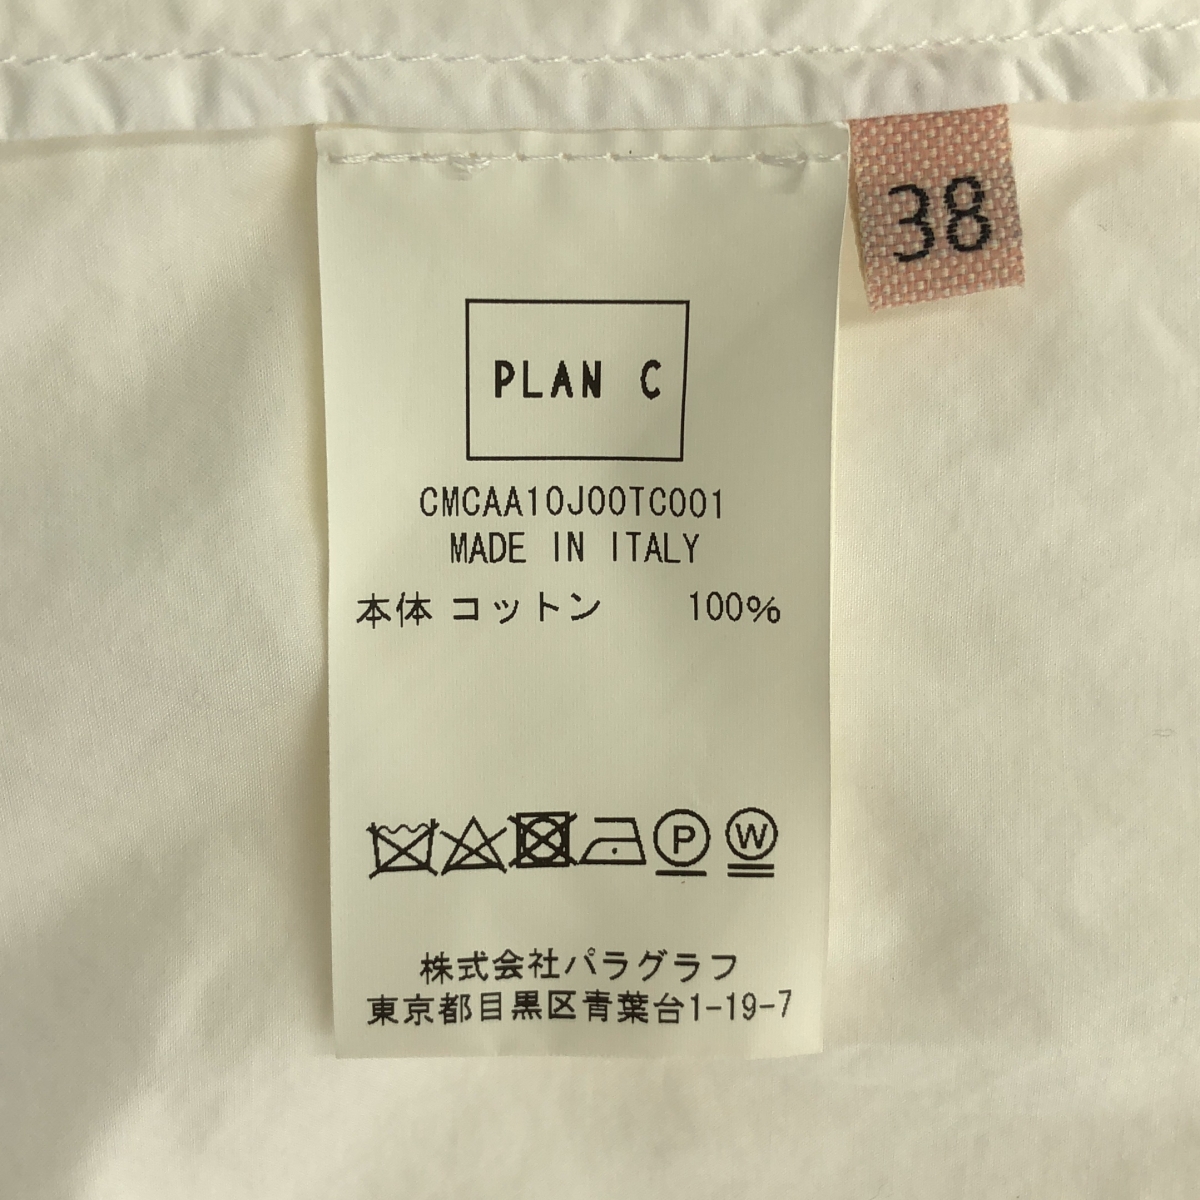 38
PLAN C
CMCAA10J00TC001
MADE IN ITALY
本体 コットン 100%
P W
株式会社パラグラフ
東京都目黒区青葉台1-19-7